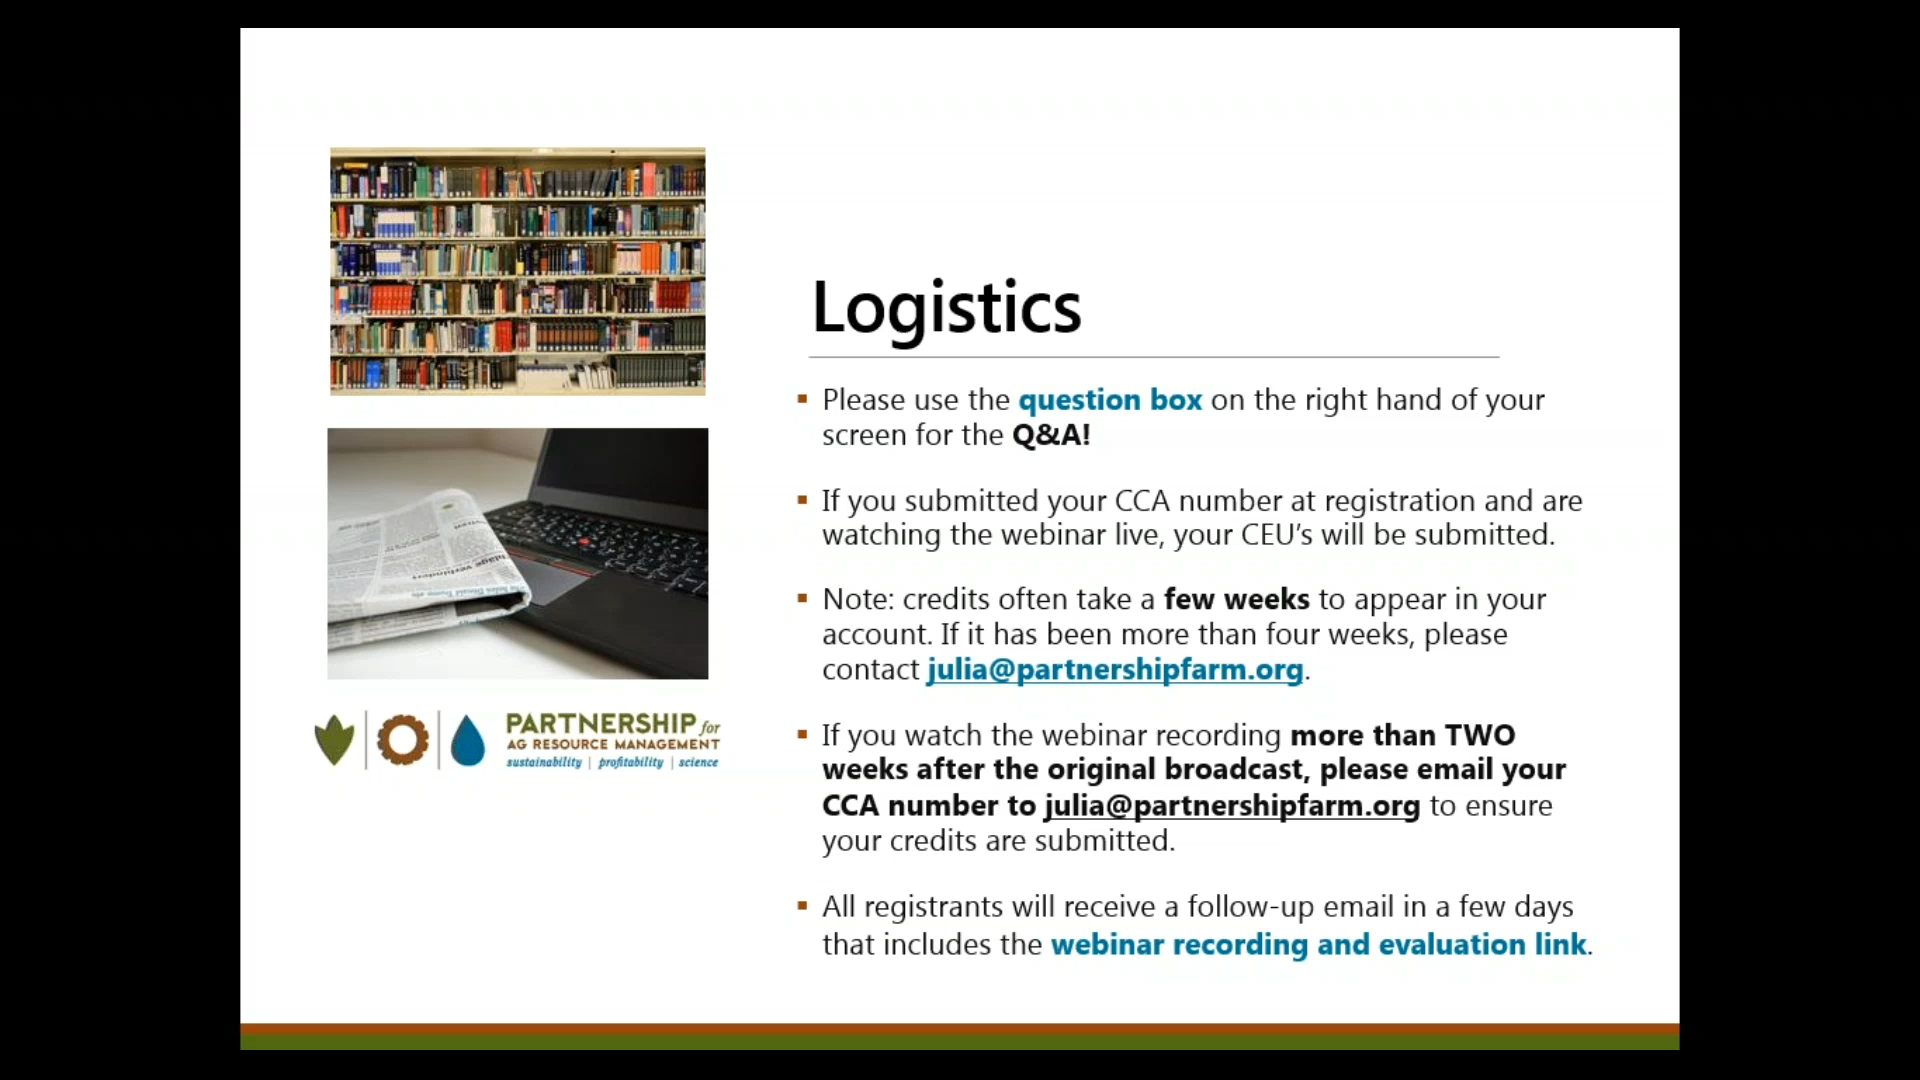 Logistics
Please use the question box on the right hand of your
screen for the Q&A!
If you submitted your CCA number at registration and are
watching the webinar live, your CEU's will be submitted.
Note: credits often take a few weeks to appear in your
account. If it has been more than four weeks, please
contact julia@partnershipfarm.org.
If you watch the webinar recording more than TWO
weeks after the original broadcast, please email your
CCA number to julia@partnershipfarm.org to ensure
your credits are submitted.
All registrants will receive a follow-up email in a few days
that includes the webinar recording and evaluation link.
PARTNERSHIP for
AG RESOURCE MANAGEMENT
sustainability | profitability | science